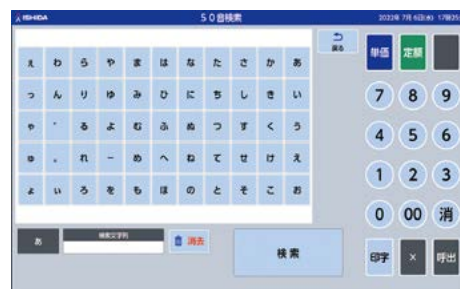 ISHIDA 50音検索 2022年 7月 6日(水) 17時25
戻る 単価 定額
ぁ わ ら や ま は な た さ か あ
っ ん り ゆ み ひ に ち し き い
ゃ ゛ る よ む ふ ぬ つ す く う
ゅ 。 れ ー め へ ね て せ け え
ょ ろ を も ほ の と そ こ お
7 8 9
4 5 6
1 2 3
0 00 消
あ 検索文字列 消去 検索 印字 × 呼出